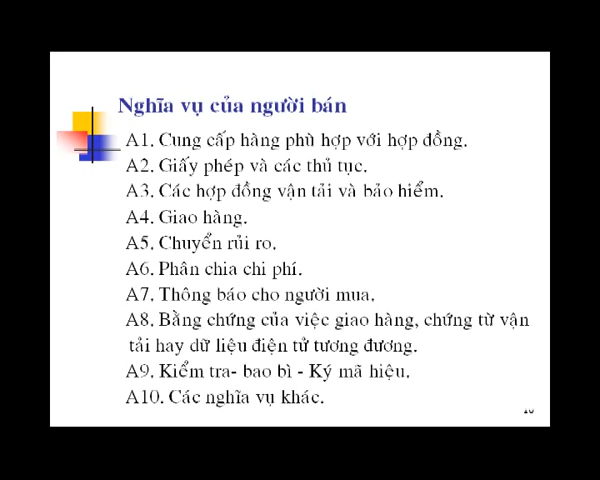 Nghĩa vụ của người bán
A1. Cung cấp hàng phù hợp với hợp đồng.
A2. Giấy phép và các thủ tục.
A3. Các hợp đồng vận tải và bảo hiểm.
A4. Giao hàng.
A5. Chuyển rủi ro.
A6. Phân chia chi phí.
A7. Thông báo cho người mua.
A8. Bằng chứng của việc giao hàng, chứng từ vận
tải hay dữ liệu điện tử tương đương.
A9. Kiểm tra- bao bì - Ký mã hiệu.
A10. Các nghĩa vụ khác.